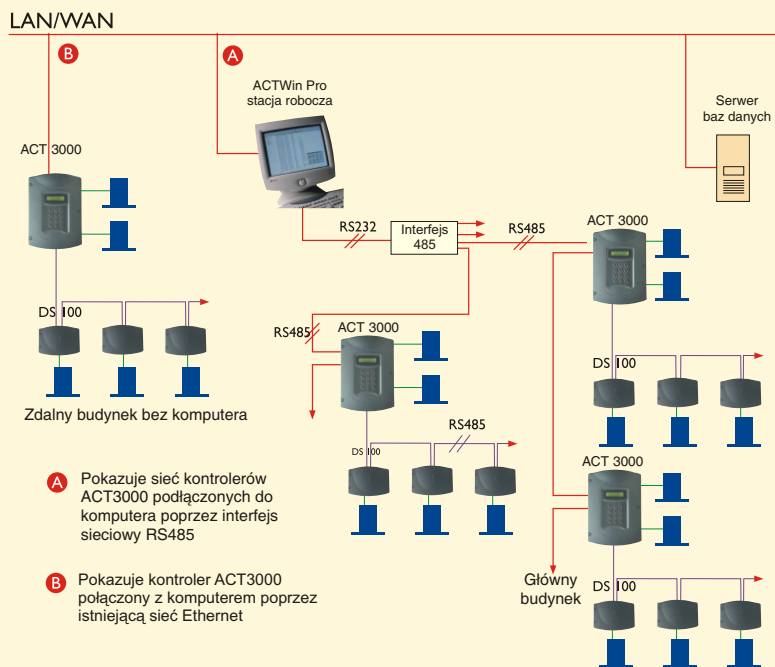 LAN/WAN
B
A
ACTWin Pro
stacja robocza
Serwer
baz danych
ACT 3000
RS232
Interfejs
485
RS485
ACT 3000
DS 100
Zdalny budynek bez komputera
RS485
ACT 3000
RS485
DS 100
DS 100
ACT 3000
Główny
budynek
DS 100
A
Pokazuje sieć kontrolerów
ACT3000 podłączonych do
komputera poprzez interfejs
sieciowy RS485
B
Pokazuje kontroler ACT3000
połączony z komputerem poprzez
istniejącą sieć Ethernet